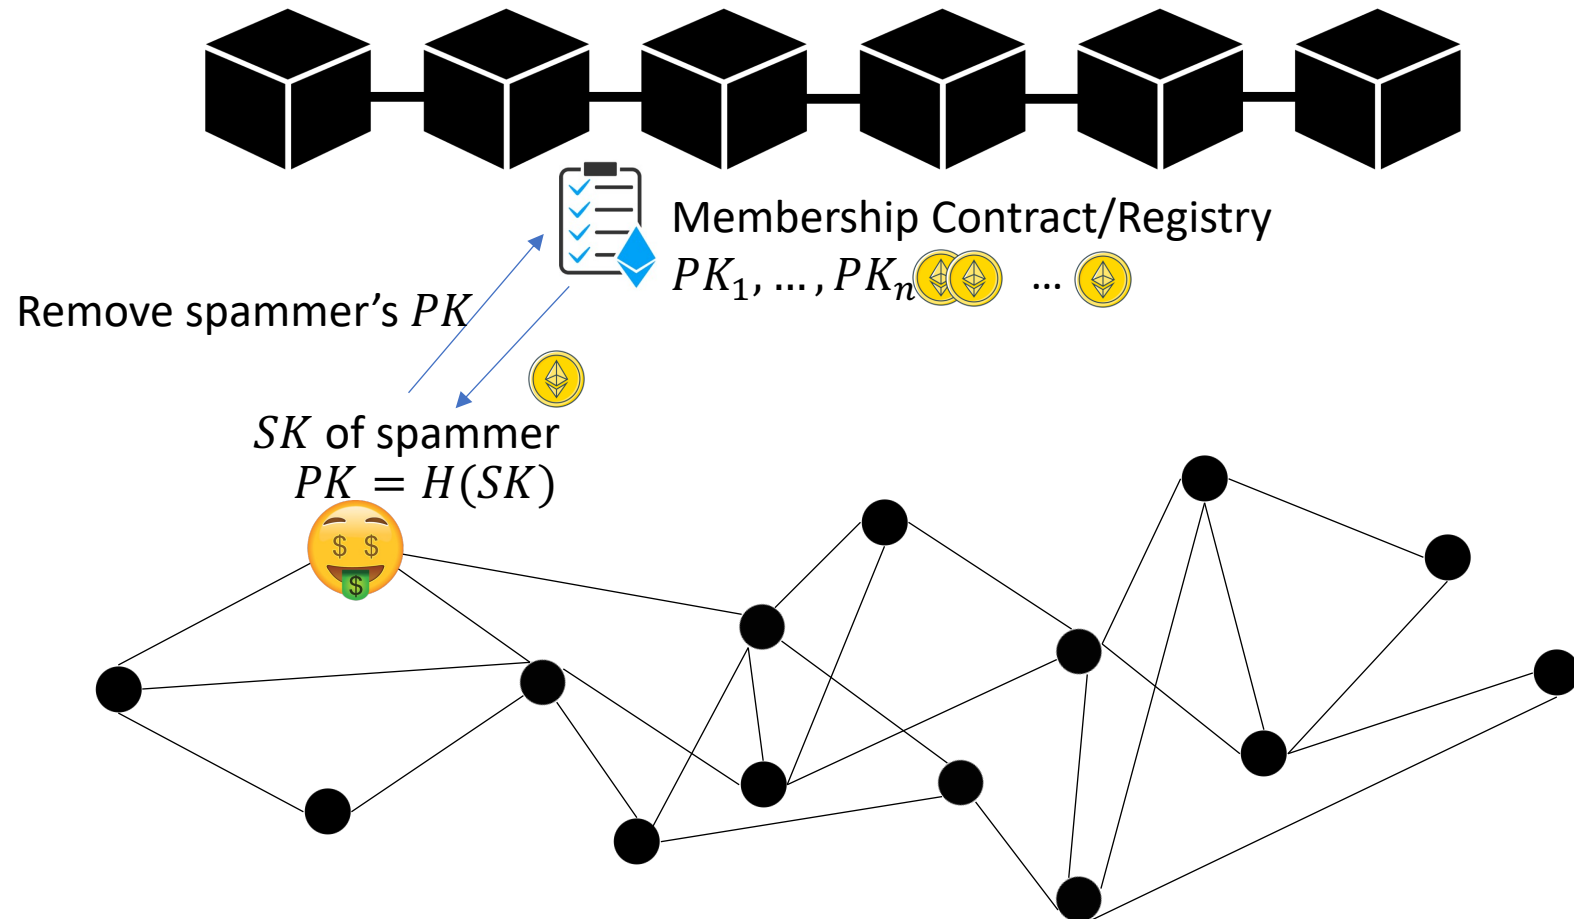 Membership Contract/Registry
PK₁, ... , PKₙ ...
Remove spammer's PK
SK of spammer
PK = H(SK)
$ $
$